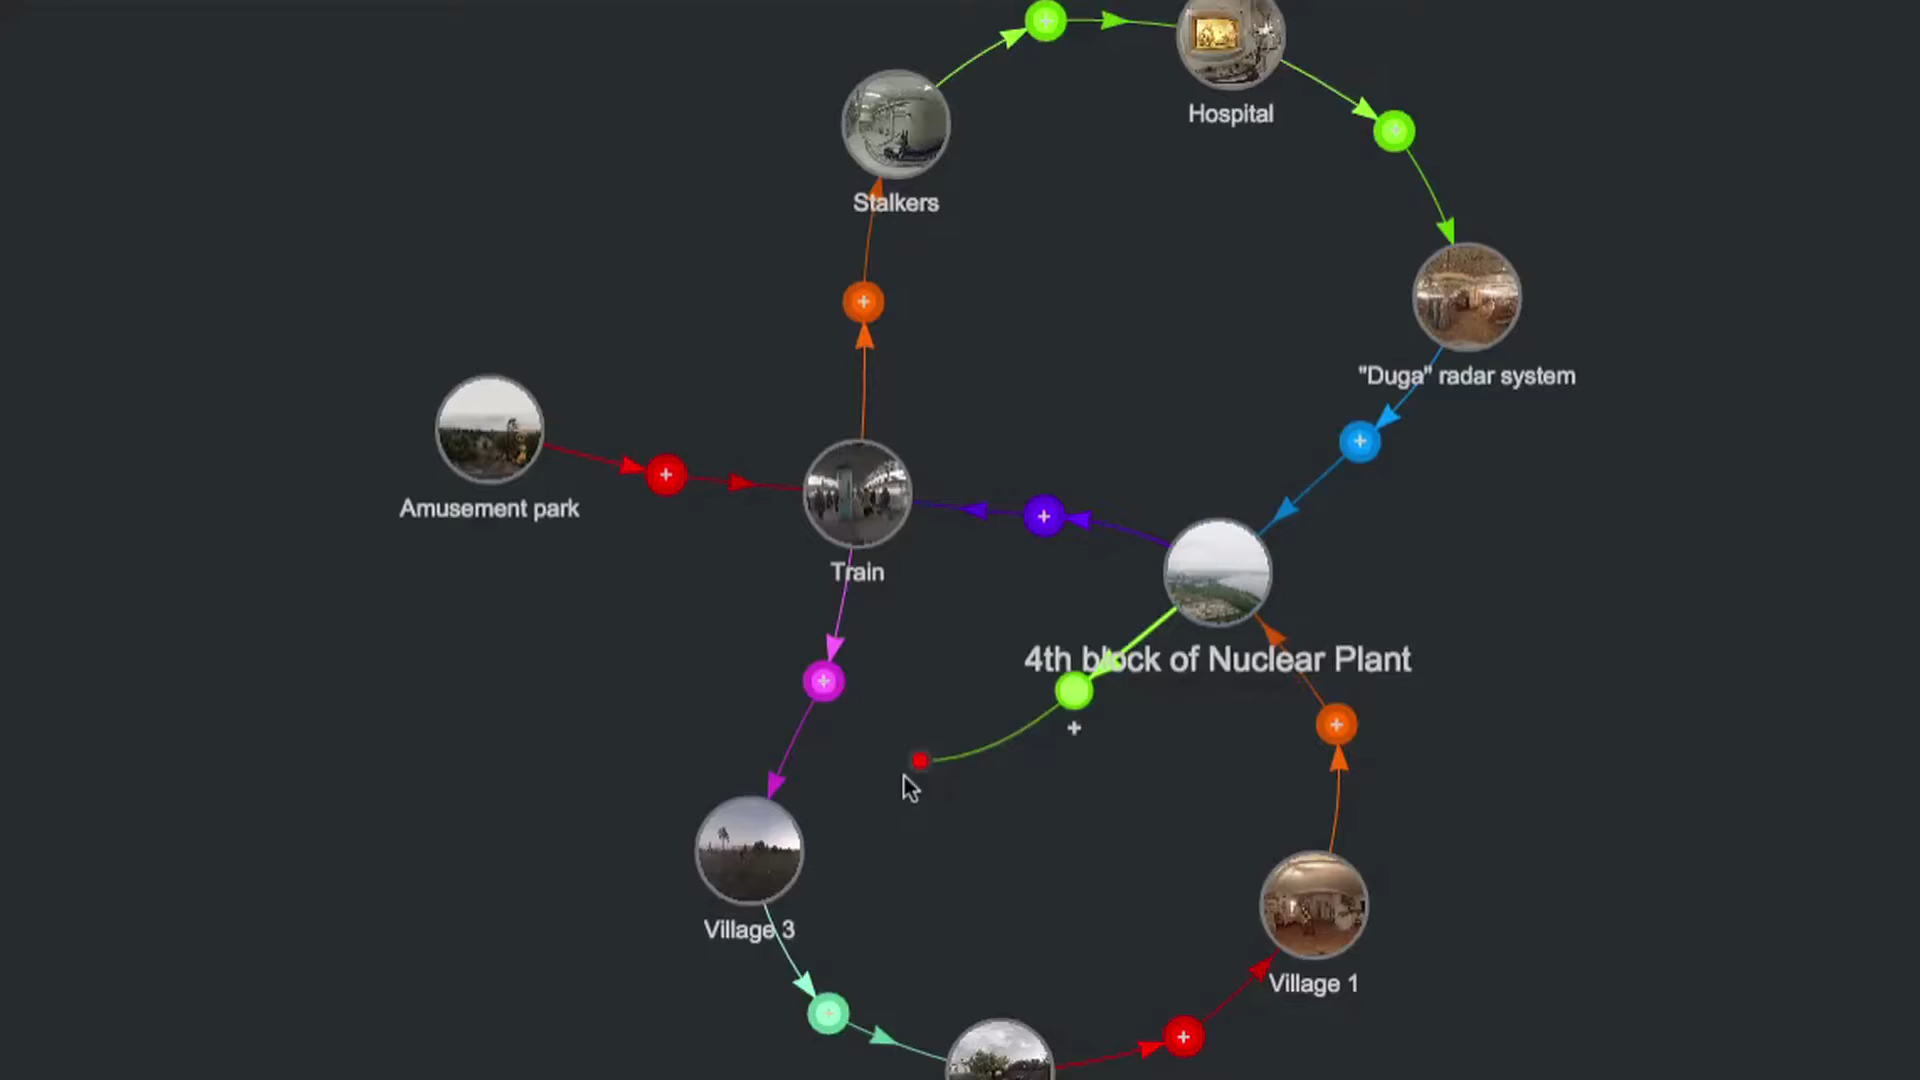 Hospital
Stalkers
"Duga" radar system
Amusement park
Train
4th block of Nuclear Plant
Village 3
Village 1